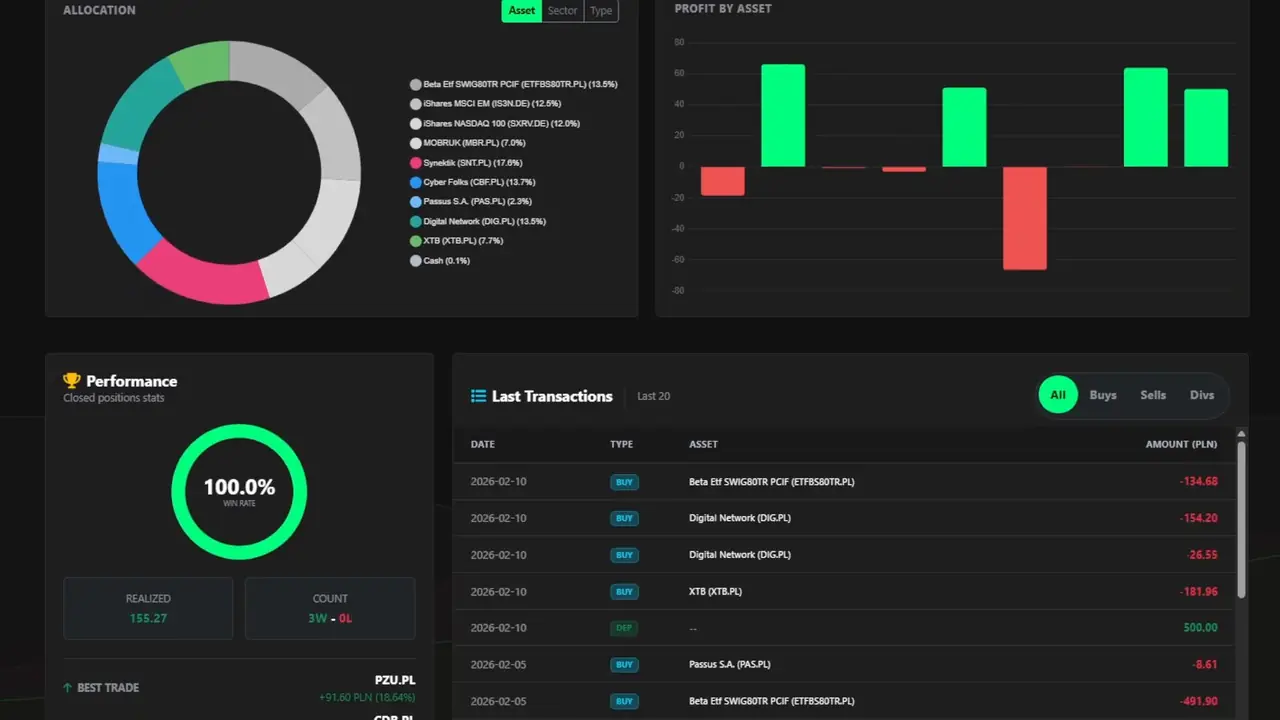 ALLOCATION
Asset
Sector
Type
Beta Etf SWIG80TR PCIF (ETFBS80TR.PL) (13.5%)
iShares MSCI EM (IS3N.DE) (12.5%)
iShares NASDAQ 100 (SXRV.DE) (12.0%)
MOBRUK (MBR.PL) (7.0%)
Synektik (SNT.PL) (17.6%)
Cyber Folks (CBF.PL) (13.7%)
Passus S.A. (PAS.PL) (2.3%)
Digital Network (DIG.PL) (13.5%)
XTB (XTB.PL) (7.7%)
Cash (0.1%)
PROFIT BY ASSET
80
60
40
20
0
-20
-40
-60
-80
Performance
Closed positions stats
100.0%
WIN RATE
REALIZED
155.27
COUNT
3W - 0L
BEST TRADE
PZU.PL
+91.60 PLN (18.64%)
Last Transactions
Last 20
All
Buys
Sells
Divs
DATE TYPE ASSET AMOUNT (PLN)
2026-02-10 BUY Beta Etf SWIG80TR PCIF (ETFBS80TR.PL) -134.68
2026-02-10 BUY Digital Network (DIG.PL) -154.20
2026-02-10 BUY Digital Network (DIG.PL) -26.55
2026-02-10 BUY XTB (XTB.PL) -181.96
2026-02-10 DEP -- 500.00
2026-02-05 BUY Passus S.A. (PAS.PL) -8.61
2026-02-05 BUY Beta Etf SWIG80TR PCIF (ETFBS80TR.PL) -491.90